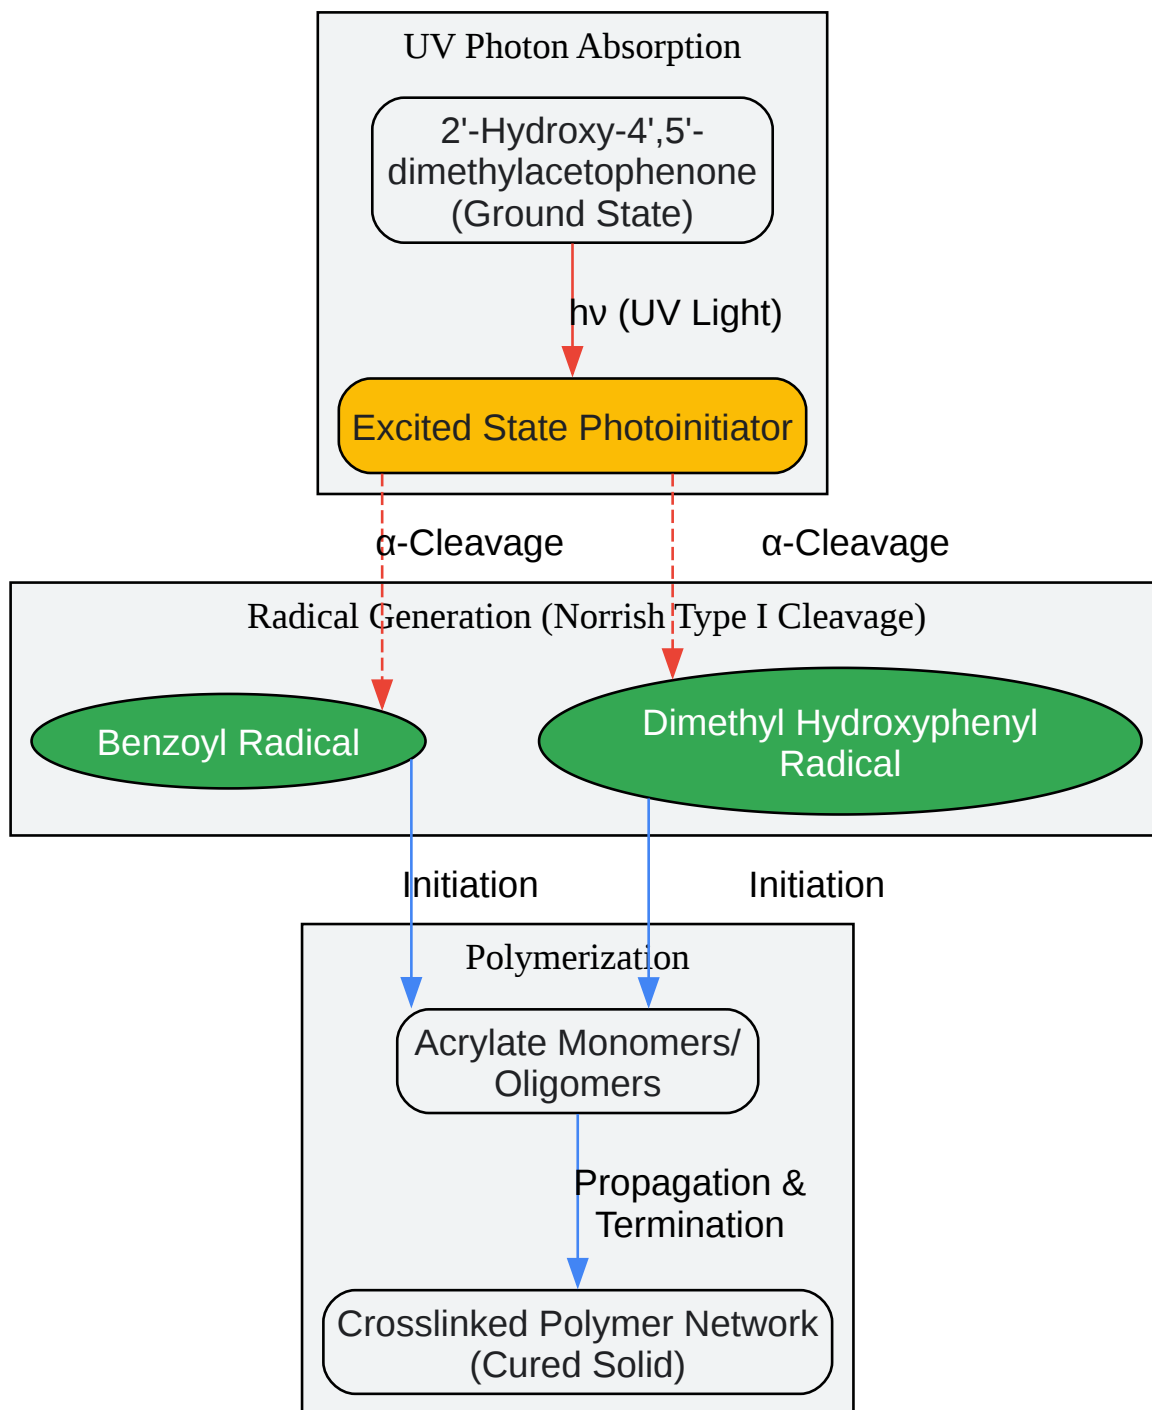 UV Photon Absorption
2'-Hydroxy-4',5'-
dimethylacetophenone
(Ground State)
hν (UV Light)
Excited State Photoinitiator
α-Cleavage
α-Cleavage
Radical Generation (Norrish Type I Cleavage)
Benzoyl Radical
Dimethyl Hydroxyphenyl
Radical
Initiation
Initiation
Polymerization
Acrylate Monomers/
Oligomers
Propagation &
Termination
Crosslinked Polymer Network
(Cured Solid)